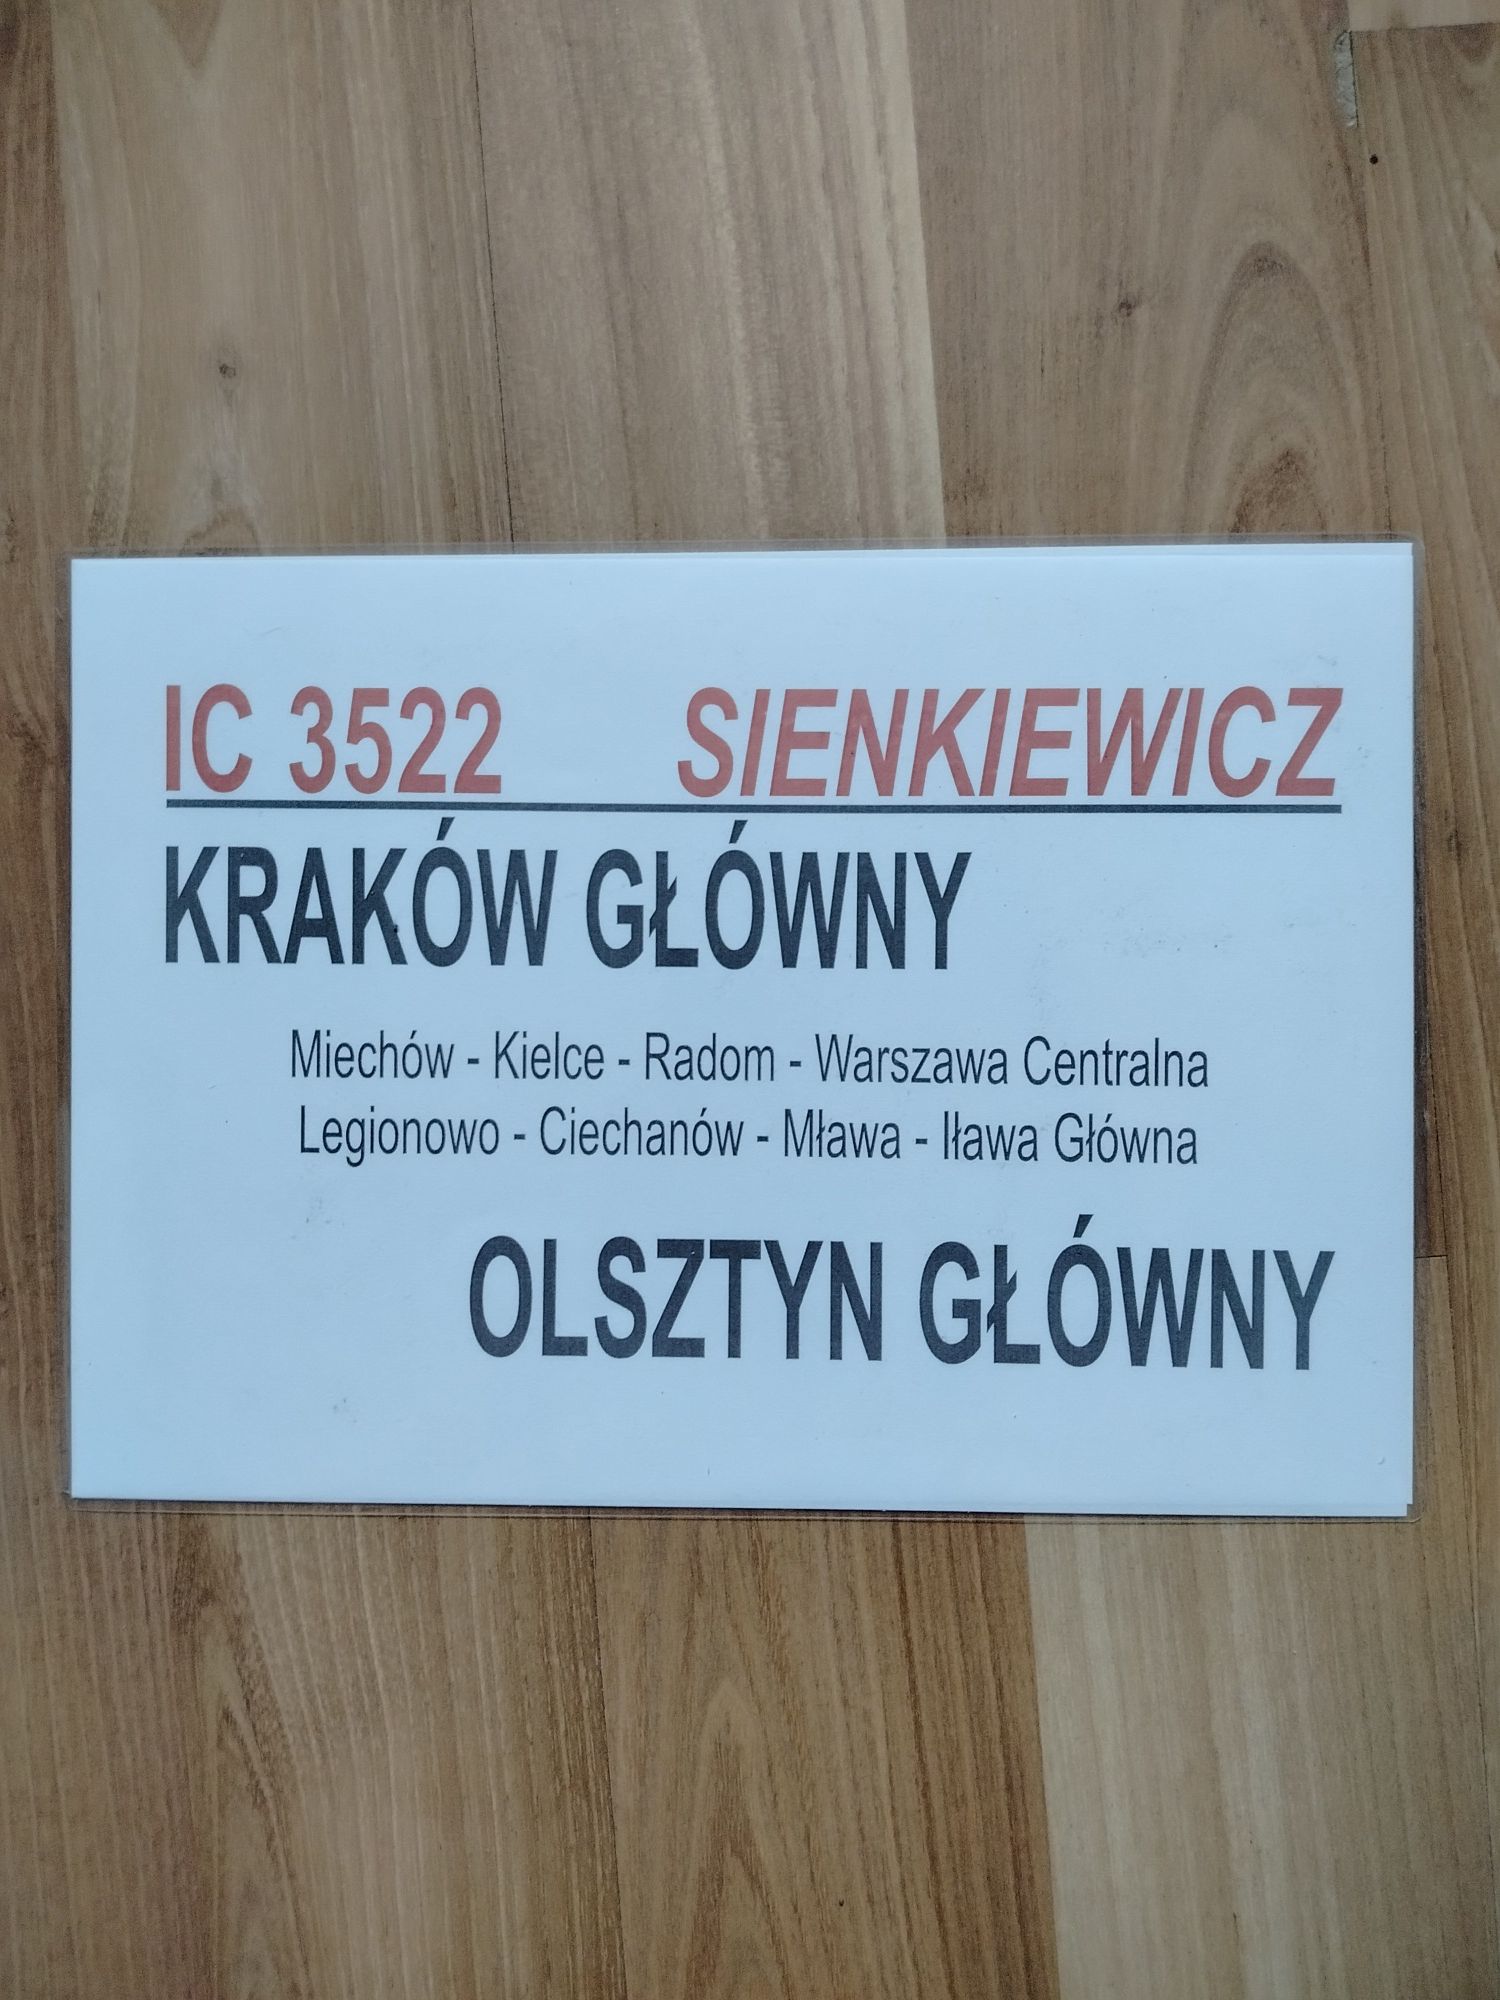 IC 3522 SIENKIEWICZ
KRAKÓW GŁÓWNY
Miechów - Kielce - Radom - Warszawa Centralna
Legionowo - Ciechanów - Mława - Iława Główna
OLSZTYN GŁÓWNY